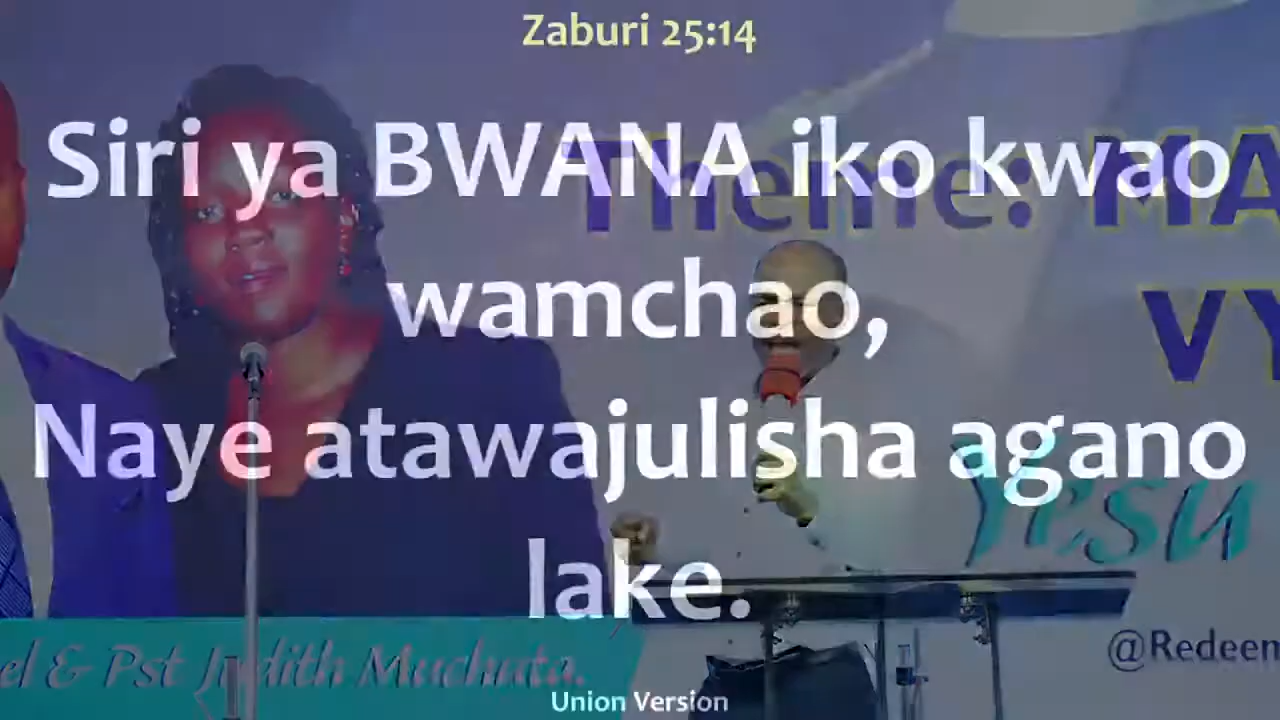 Zaburi 25:14
Siri ya BWANA iko kwao
wamchao,
Naye atawajulisha agano
lake.
Union Version
Theme: MA
VY
Yesu
el & Pst Judith Muchuta.
@Redeem